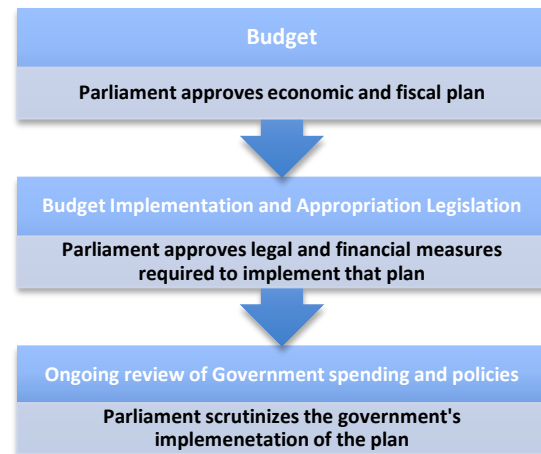 Budget
Parliament approves economic and fiscal plan
Budget Implementation and Appropriation Legislation
Parliament approves legal and financial measures
required to implement that plan
Ongoing review of Government spending and policies
Parliament scrutinizes the government's
implemenetation of the plan